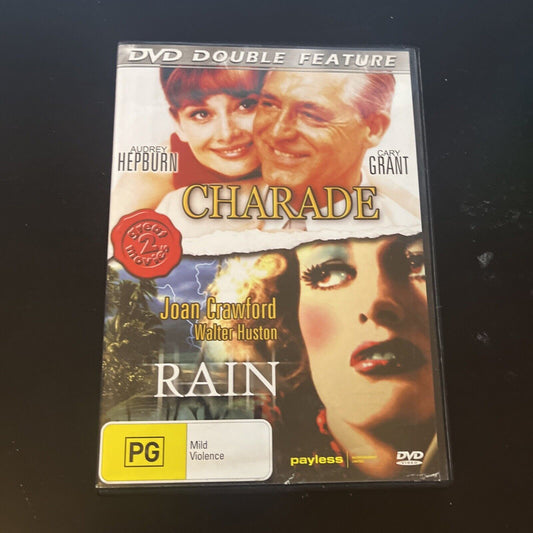 DVD DOUBLE FEATURE
AUDREY
HEPBURN
CARY
GRANT
CHARADE
Great
2
movies
Joan Crawford
Walter Huston
RAIN
PG
Mild
Violence
payless
DVD
VIDEO